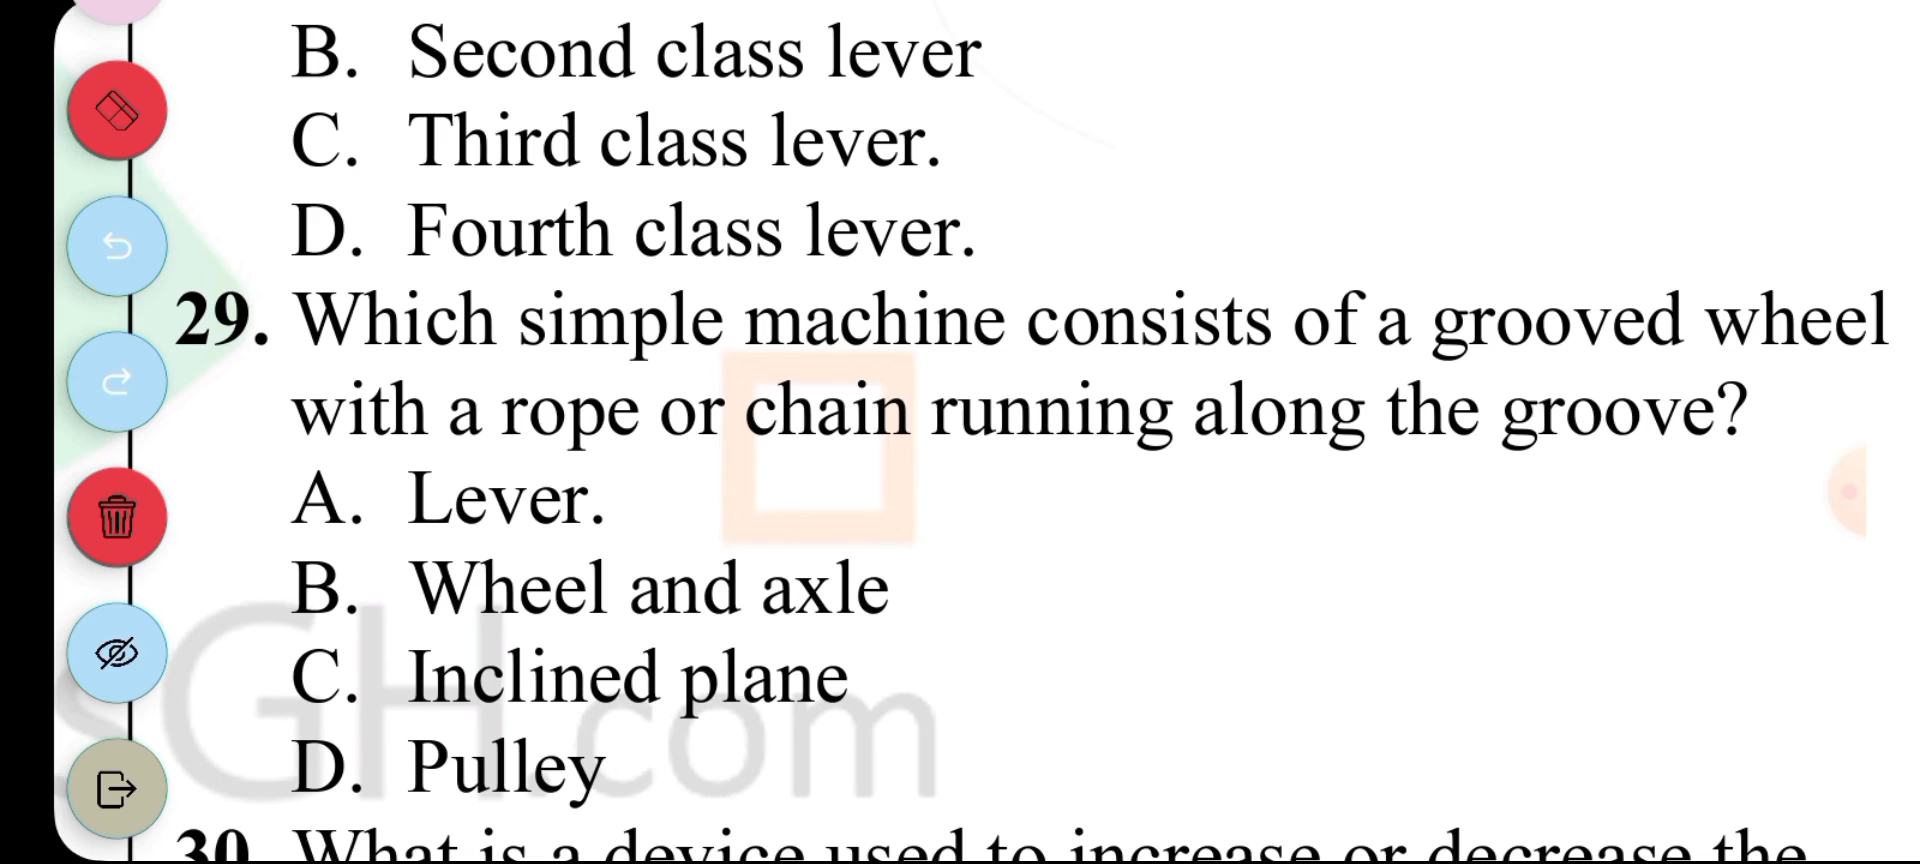 B. Second class lever
C. Third class lever.
D. Fourth class lever.
29. Which simple machine consists of a grooved wheel
with a rope or chain running along the groove?
A. Lever.
B. Wheel and axle
C. Inclined plane
D. Pulley
sGH.com
30. What is a device used to increase or decrease the